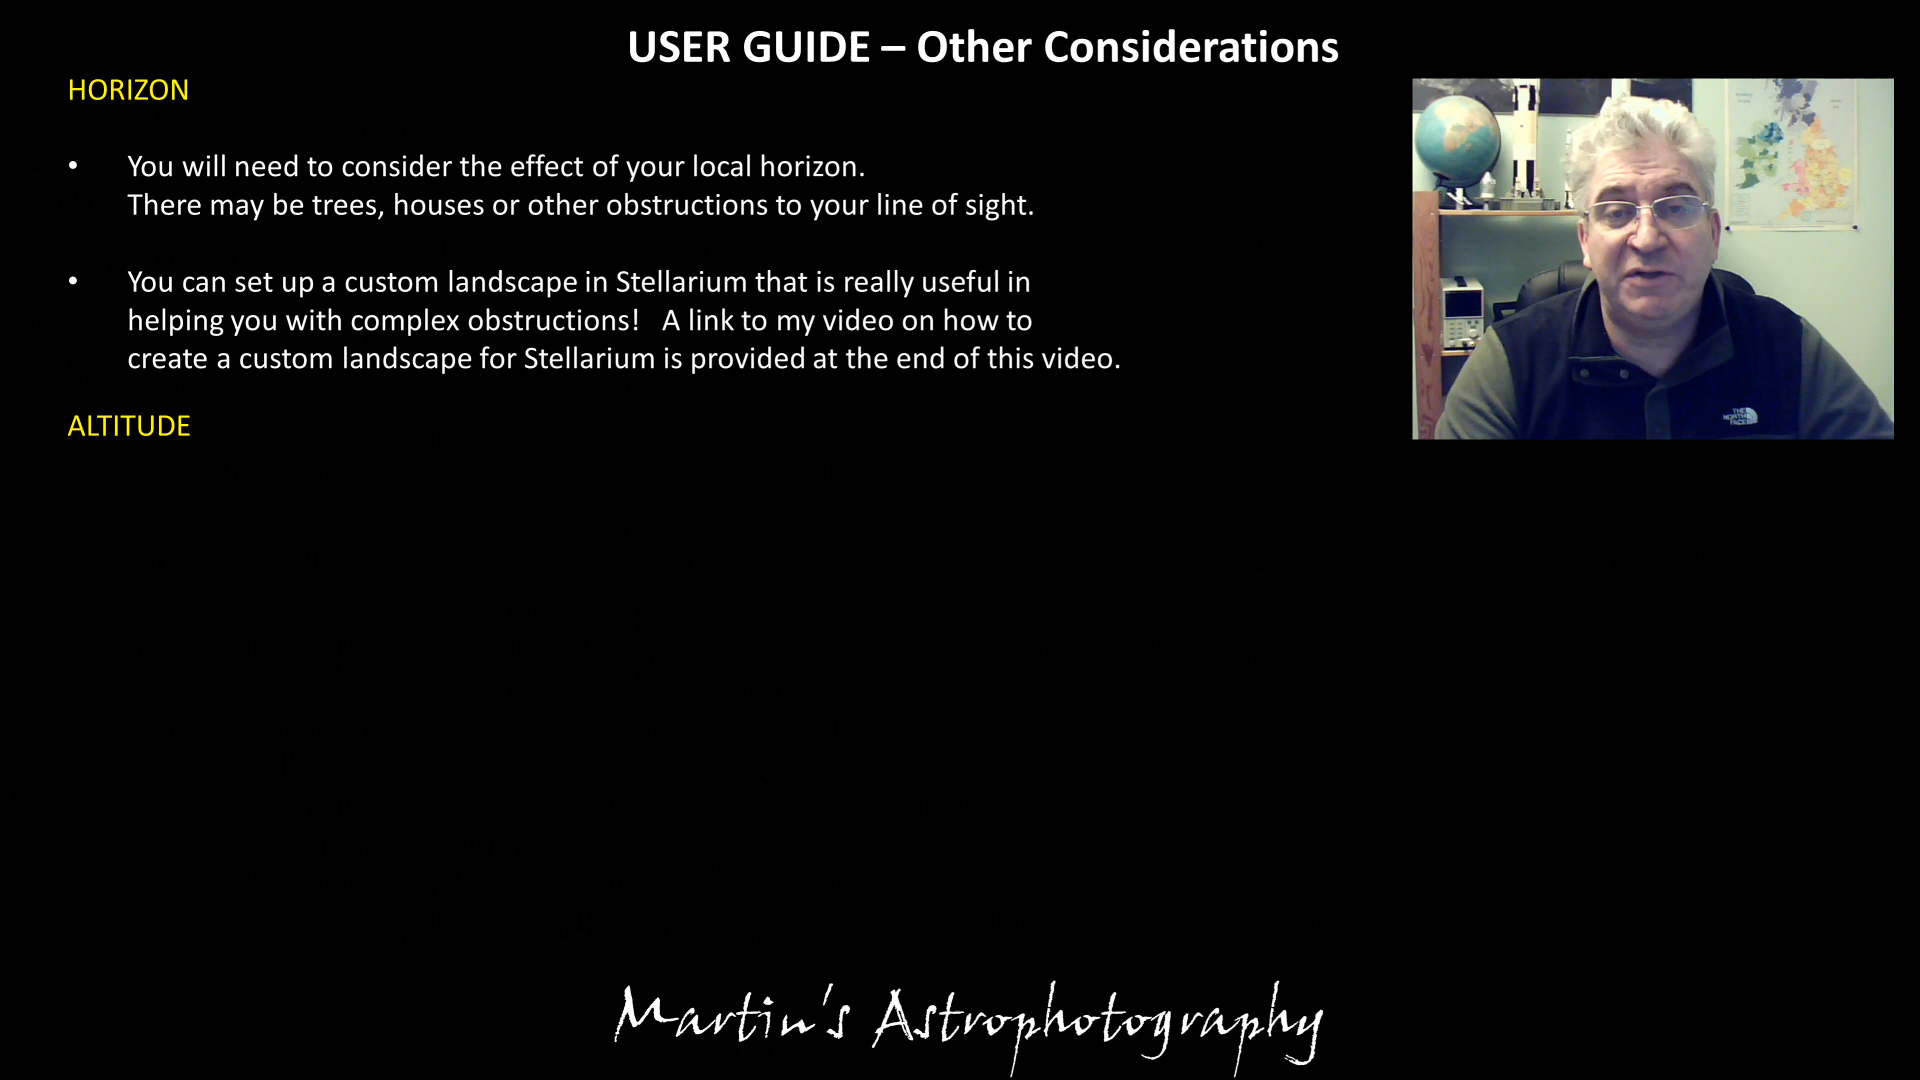 USER GUIDE – Other Considerations
HORIZON
• You will need to consider the effect of your local horizon.
There may be trees, houses or other obstructions to your line of sight.
• You can set up a custom landscape in Stellarium that is really useful in
helping you with complex obstructions! A link to my video on how to
create a custom landscape for Stellarium is provided at the end of this video.
ALTITUDE
THE
NORTH
FACE
Martin's Astrophotography